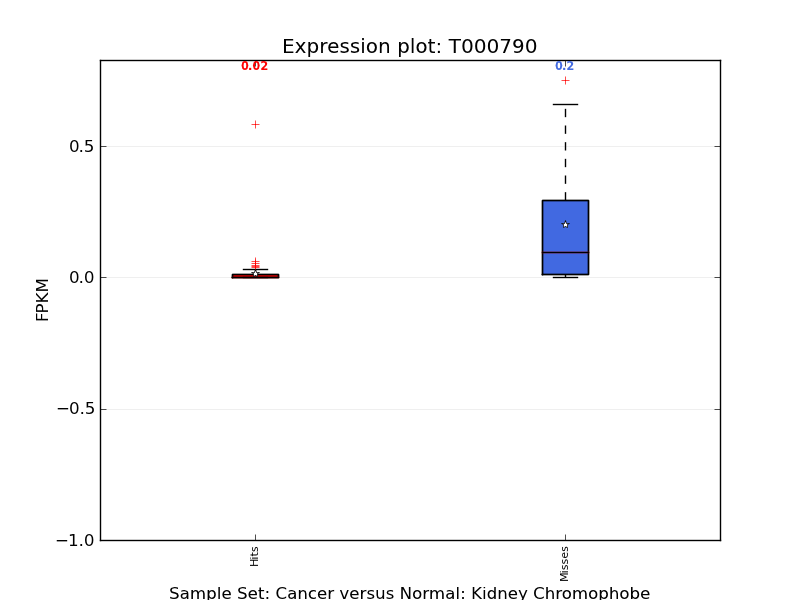 Expression plot: T000790
0.02
0.2
0.5
0.0
−0.5
−1.0
FPKM
Hits
Misses
Sample Set: Cancer versus Normal: Kidney Chromophobe